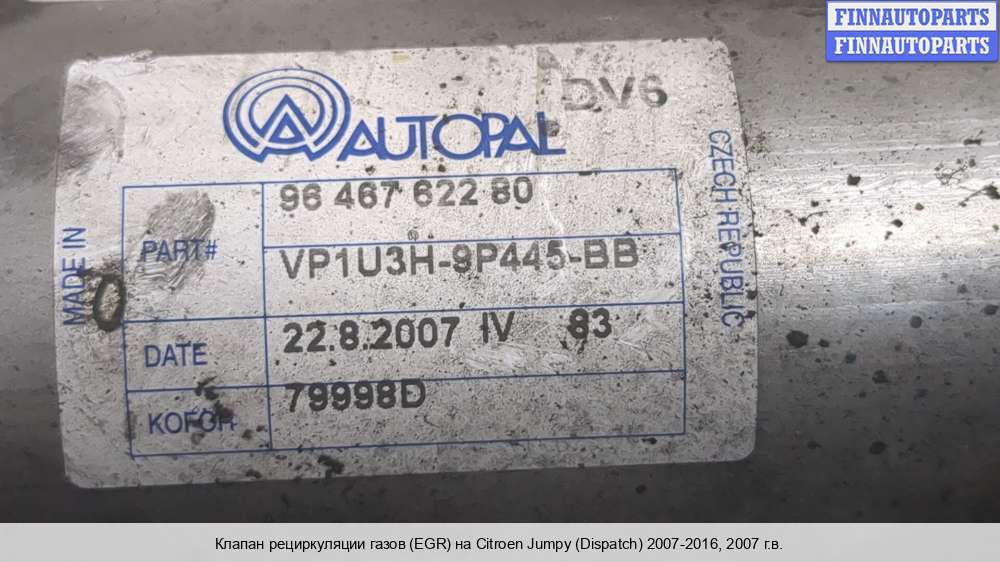 FINNAUTOPARTS
FINNAUTOPARTS
DV6
AUTOPAL
MADE IN
CZECH REPUBLIC
PART#
96 467 622 80
VP1U3H-9P445-BB
DATE
22.8.2007 IV 83
79998D
Клапан рециркуляции газов (EGR) на Citroen Jumpy (Dispatch) 2007-2016, 2007 г.в.